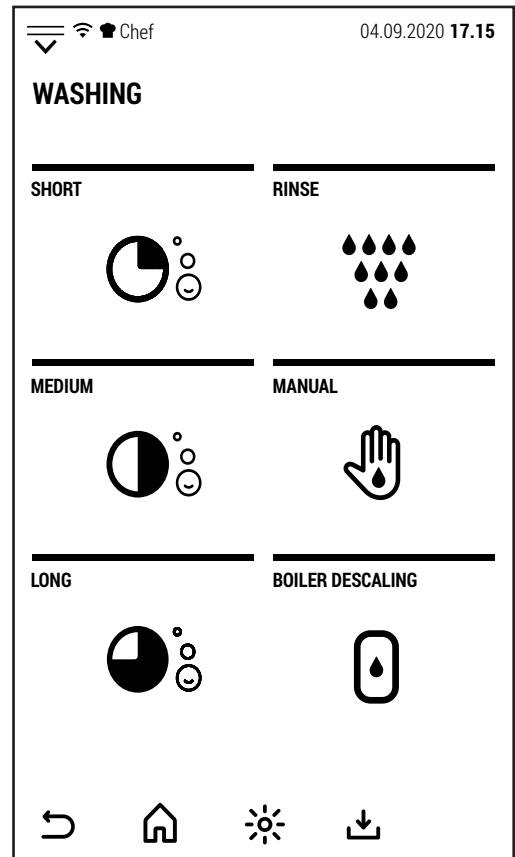 Chef 04.09.2020 17.15
WASHING
SHORT RINSE
MEDIUM MANUAL
LONG BOILER DESCALING